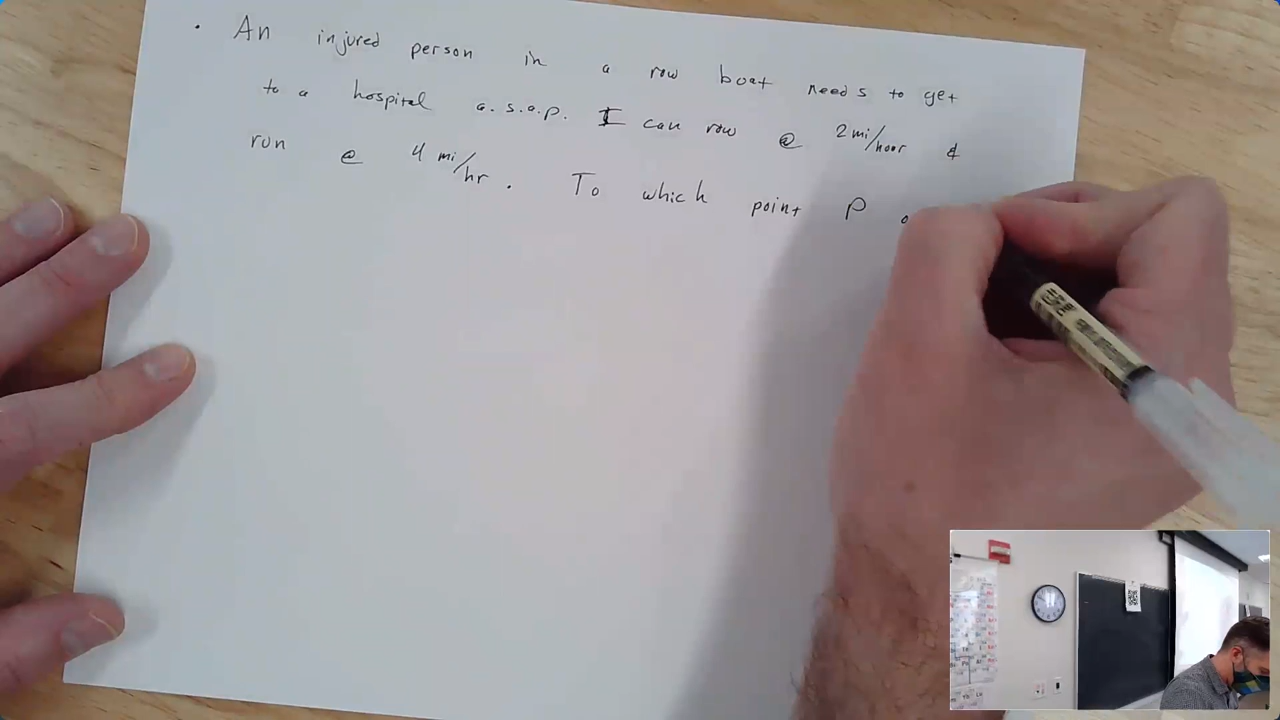 • An injured person in a row boat needs to get
to a hospital a.s.a.p. I can row @ 2 mi/hour &
run @ 4 mi/hr. To which point P